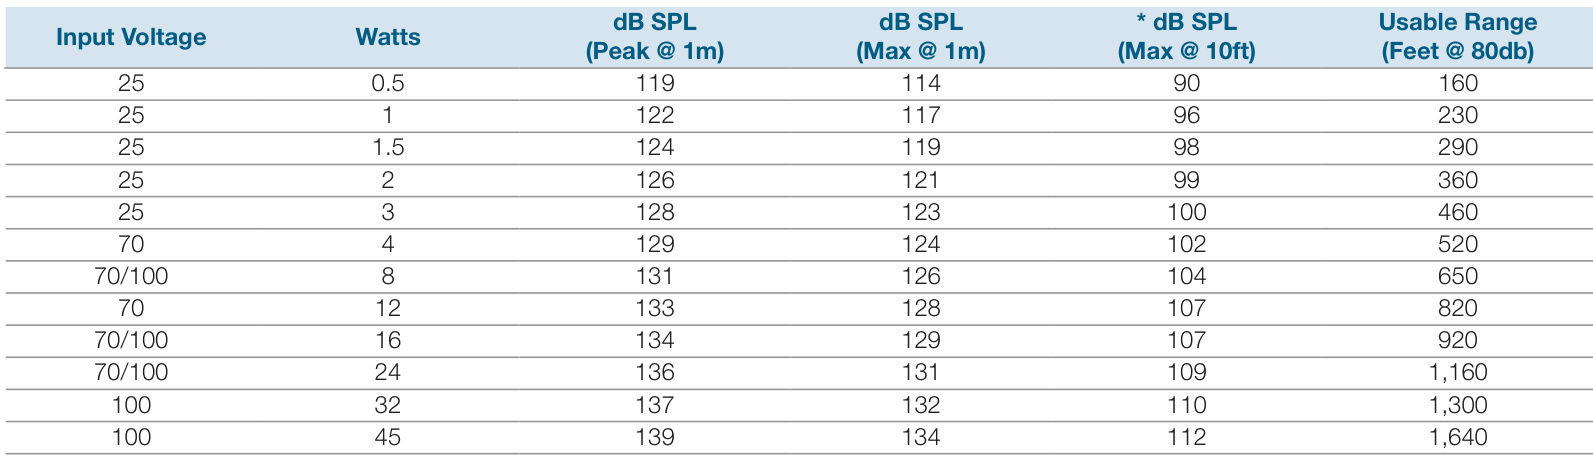 Input Voltage Watts dB SPL (Peak @ 1m) dB SPL (Max @ 1m) * dB SPL (Max @ 10ft) Usable Range (Feet @ 80db)
25 0.5 119 114 90 160
25 1 122 117 96 230
25 1.5 124 119 98 290
25 2 126 121 99 360
25 3 128 123 100 460
70 4 129 124 102 520
70/100 8 131 126 104 650
70 12 133 128 107 820
70/100 16 134 129 107 920
70/100 24 136 131 109 1,160
100 32 137 132 110 1,300
100 45 139 134 112 1,640